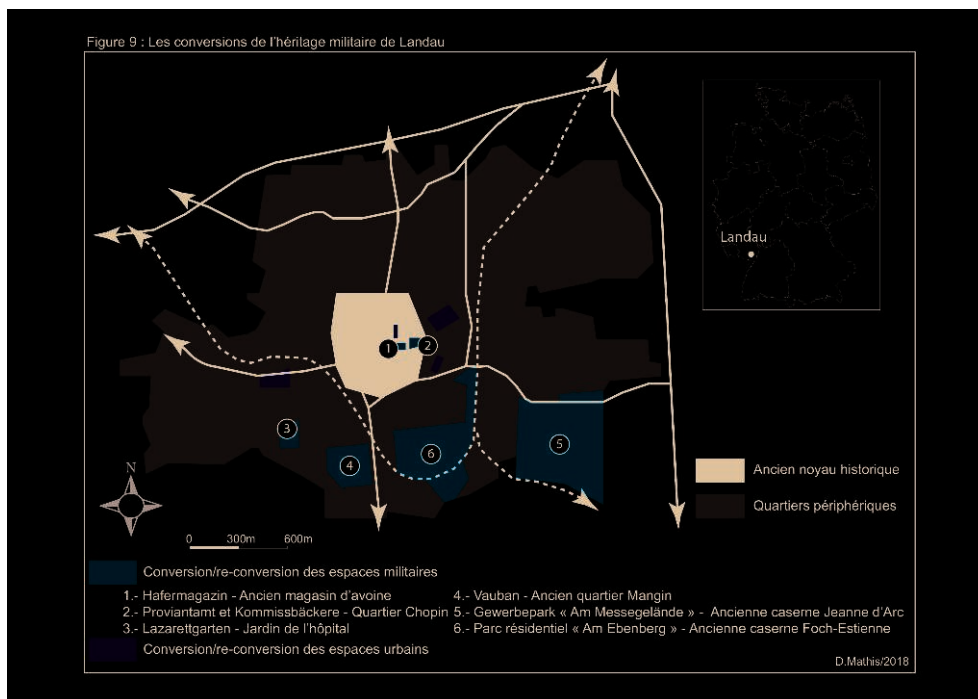 Figure 9 : Les conversions de l'héritage militaire de Landau
Landau
1
2
3
4
6
5
N
0 300m 600m
Ancien noyau historique
Quartiers périphériques
Conversion/re-conversion des espaces militaires
1.- Hafermagazin - Ancien magasin d'avoine
2.- Proviantamt et Kommissbäckere - Quartier Chopin
3.- Lazarettgarten - Jardin de l'hôpital
4.- Vauban - Ancien quartier Mangin
5.- Gewerbepark « Am Messegelände » - Ancienne caserne Jeanne d'Arc
6.- Parc résidentiel « Am Ebenberg » - Ancienne caserne Foch-Estienne
Conversion/re-conversion des espaces urbains
D.Mathis/2018